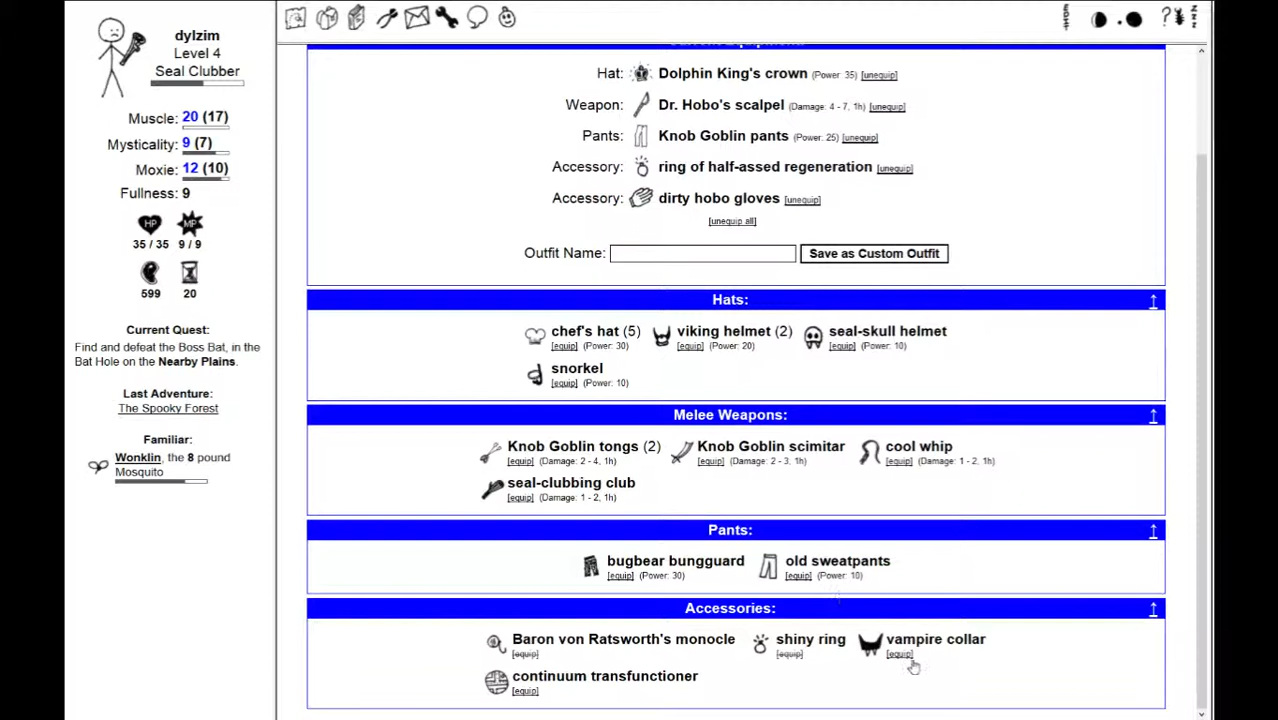 dylzim
Level 4
Seal Clubber
Muscle: 20 (17)
Mysticality: 9 (7)
Moxie: 12 (10)
Fullness: 9
HP MP
35 / 35 9 / 9
599 20
Current Quest:
Find and defeat the Boss Bat, in the
Bat Hole on the Nearby Plains.
Last Adventure:
The Spooky Forest
Familiar:
Wonklin, the 8 pound
Mosquito
Hat: Dolphin King's crown (Power: 35) [unequip]
Weapon: Dr. Hobo's scalpel (Damage: 4 - 7, 1h) [unequip]
Pants: Knob Goblin pants (Power: 25) [unequip]
Accessory: ring of half-assed regeneration [unequip]
Accessory: dirty hobo gloves [unequip]
[unequip all]
Outfit Name: Save as Custom Outfit
Hats: ↑
chef's hat (5) viking helmet (2) seal-skull helmet
[equip] (Power: 30) [equip] (Power: 20) [equip] (Power: 10)
snorkel
[equip] (Power: 10)
Melee Weapons: ↑
Knob Goblin tongs (2) Knob Goblin scimitar cool whip
[equip] (Damage: 2 - 4, 1h) [equip] (Damage: 2 - 3, 1h) [equip] (Damage: 1 - 2, 1h)
seal-clubbing club
[equip] (Damage: 1 - 2, 1h)
Pants: ↑
bugbear bungguard old sweatpants
[equip] (Power: 30) [equip] (Power: 10)
Accessories: ↑
Baron von Ratsworth's monocle shiny ring vampire collar
[equip] [equip] [equip]
continuum transfunctioner
[equip]